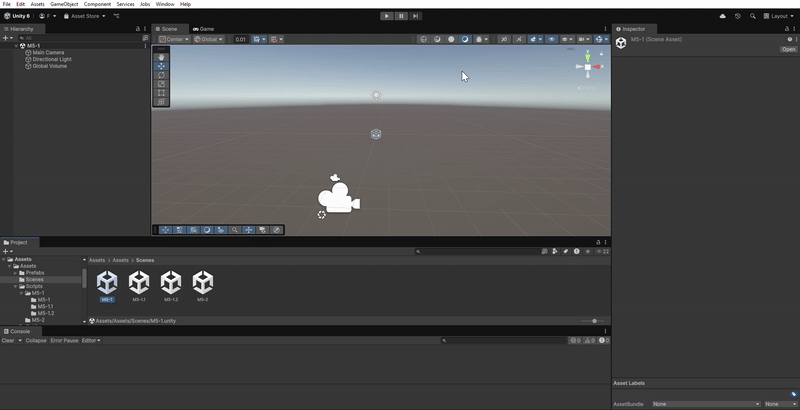 File Edit Assets GameObject Component Services Jobs Window Help
Unity 6 F Asset Store Layout
Hierarchy
All
M5-1
Main Camera
Directional Light
Global Volume
Scene Game
Center Global 0.01
Inspector
M5-1 (Scene Asset)
Open
Project
22
Assets
Assets
Prefabs
Scenes
Scripts
M5-1
M5-1
M5-1.1
M5-1.2
M5-2
Assets > Assets > Scenes
M5-1 M5-1.1 M5-1.2 M5-2
Assets/Assets/Scenes/M5-1.unity
Console
Clear Collapse Error Pause Editor
0 0 0
Asset Labels
AssetBundle None None